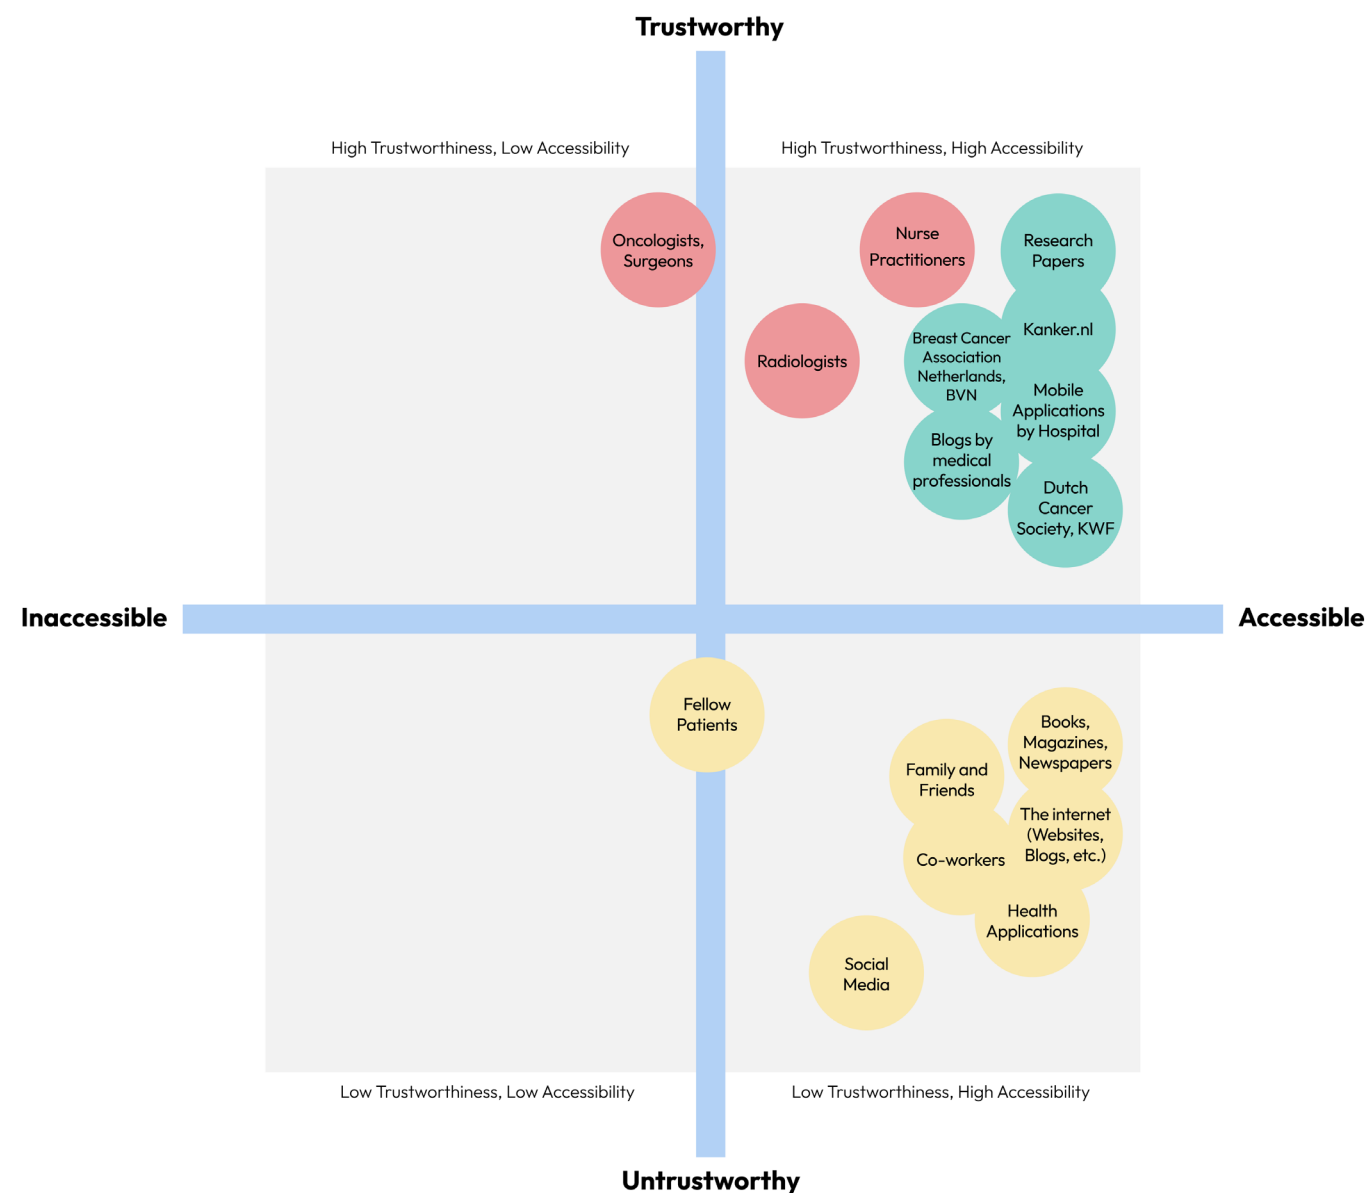 Trustworthy
High Trustworthiness, Low Accessibility
High Trustworthiness, High Accessibility
Oncologists,
Surgeons
Nurse
Practitioners
Research
Papers
Radiologists
Breast Cancer
Association
Netherlands,
BVN
Kanker.nl
Mobile
Applications
by Hospital
Blogs by
medical
professionals
Dutch
Cancer
Society, KWF
Inaccessible
Accessible
Fellow
Patients
Family and
Friends
Books,
Magazines,
Newspapers
The internet
(Websites,
Blogs, etc.)
Co-workers
Health
Applications
Social
Media
Low Trustworthiness, Low Accessibility
Low Trustworthiness, High Accessibility
Untrustworthy